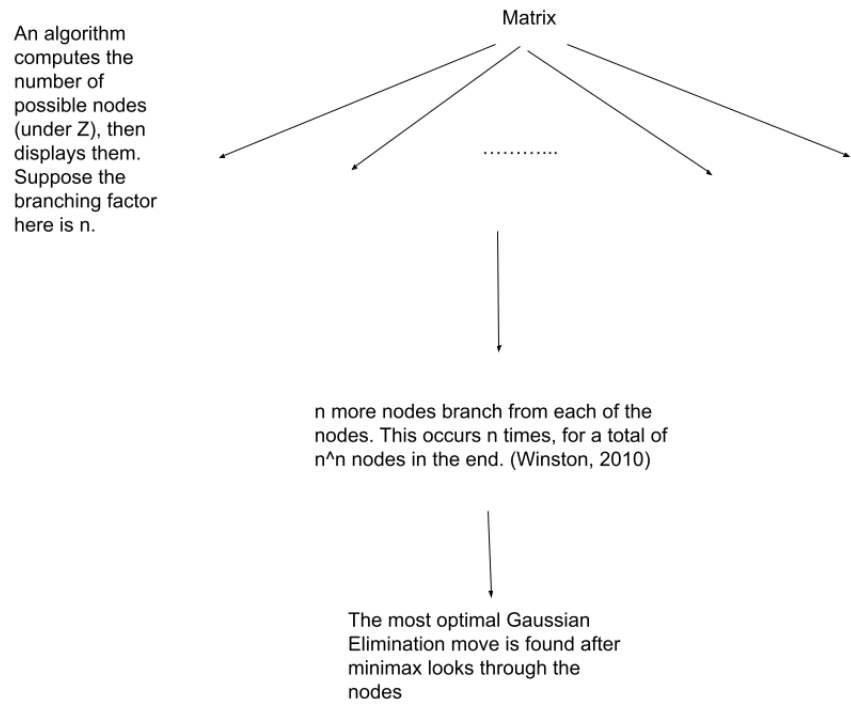 Matrix
An algorithm
computes the
number of
possible nodes
(under Z), then
displays them.
Suppose the
branching factor
here is n.
............
n more nodes branch from each of the
nodes. This occurs n times, for a total of
n^n nodes in the end. (Winston, 2010)
The most optimal Gaussian
Elimination move is found after
minimax looks through the
nodes